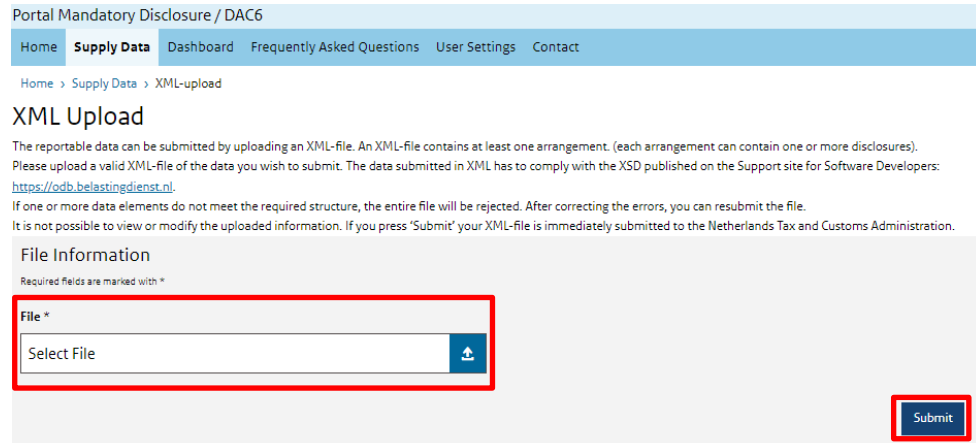 Portal Mandatory Disclosure / DAC6
Home Supply Data Dashboard Frequently Asked Questions User Settings Contact
Home > Supply Data > XML-upload
XML Upload
The reportable data can be submitted by uploading an XML-file. An XML-file contains at least one arrangement. (each arrangement can contain one or more disclosures).
Please upload a valid XML-file of the data you wish to submit. The data submitted in XML has to comply with the XSD published on the Support site for Software Developers:
https://odb.belastingdienst.nl.
If one or more data elements do not meet the required structure, the entire file will be rejected. After correcting the errors, you can resubmit the file.
It is not possible to view or modify the uploaded information. If you press 'Submit' your XML-file is immediately submitted to the Netherlands Tax and Customs Administration.
File Information
Required fields are marked with *
File *
Select File
Submit